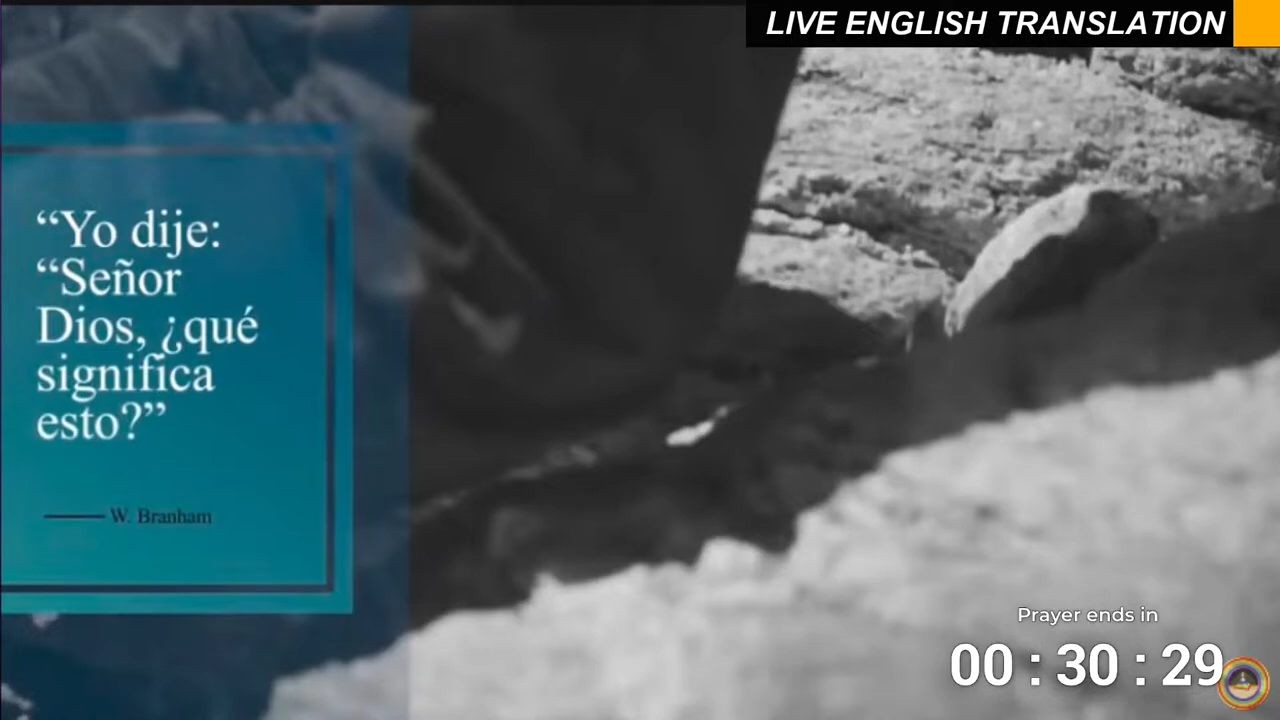 LIVE ENGLISH TRANSLATION
“Yo dije:
“Señor
Dios, ¿qué
significa
esto?”
W. Branham
Prayer ends in
00 : 30 : 29